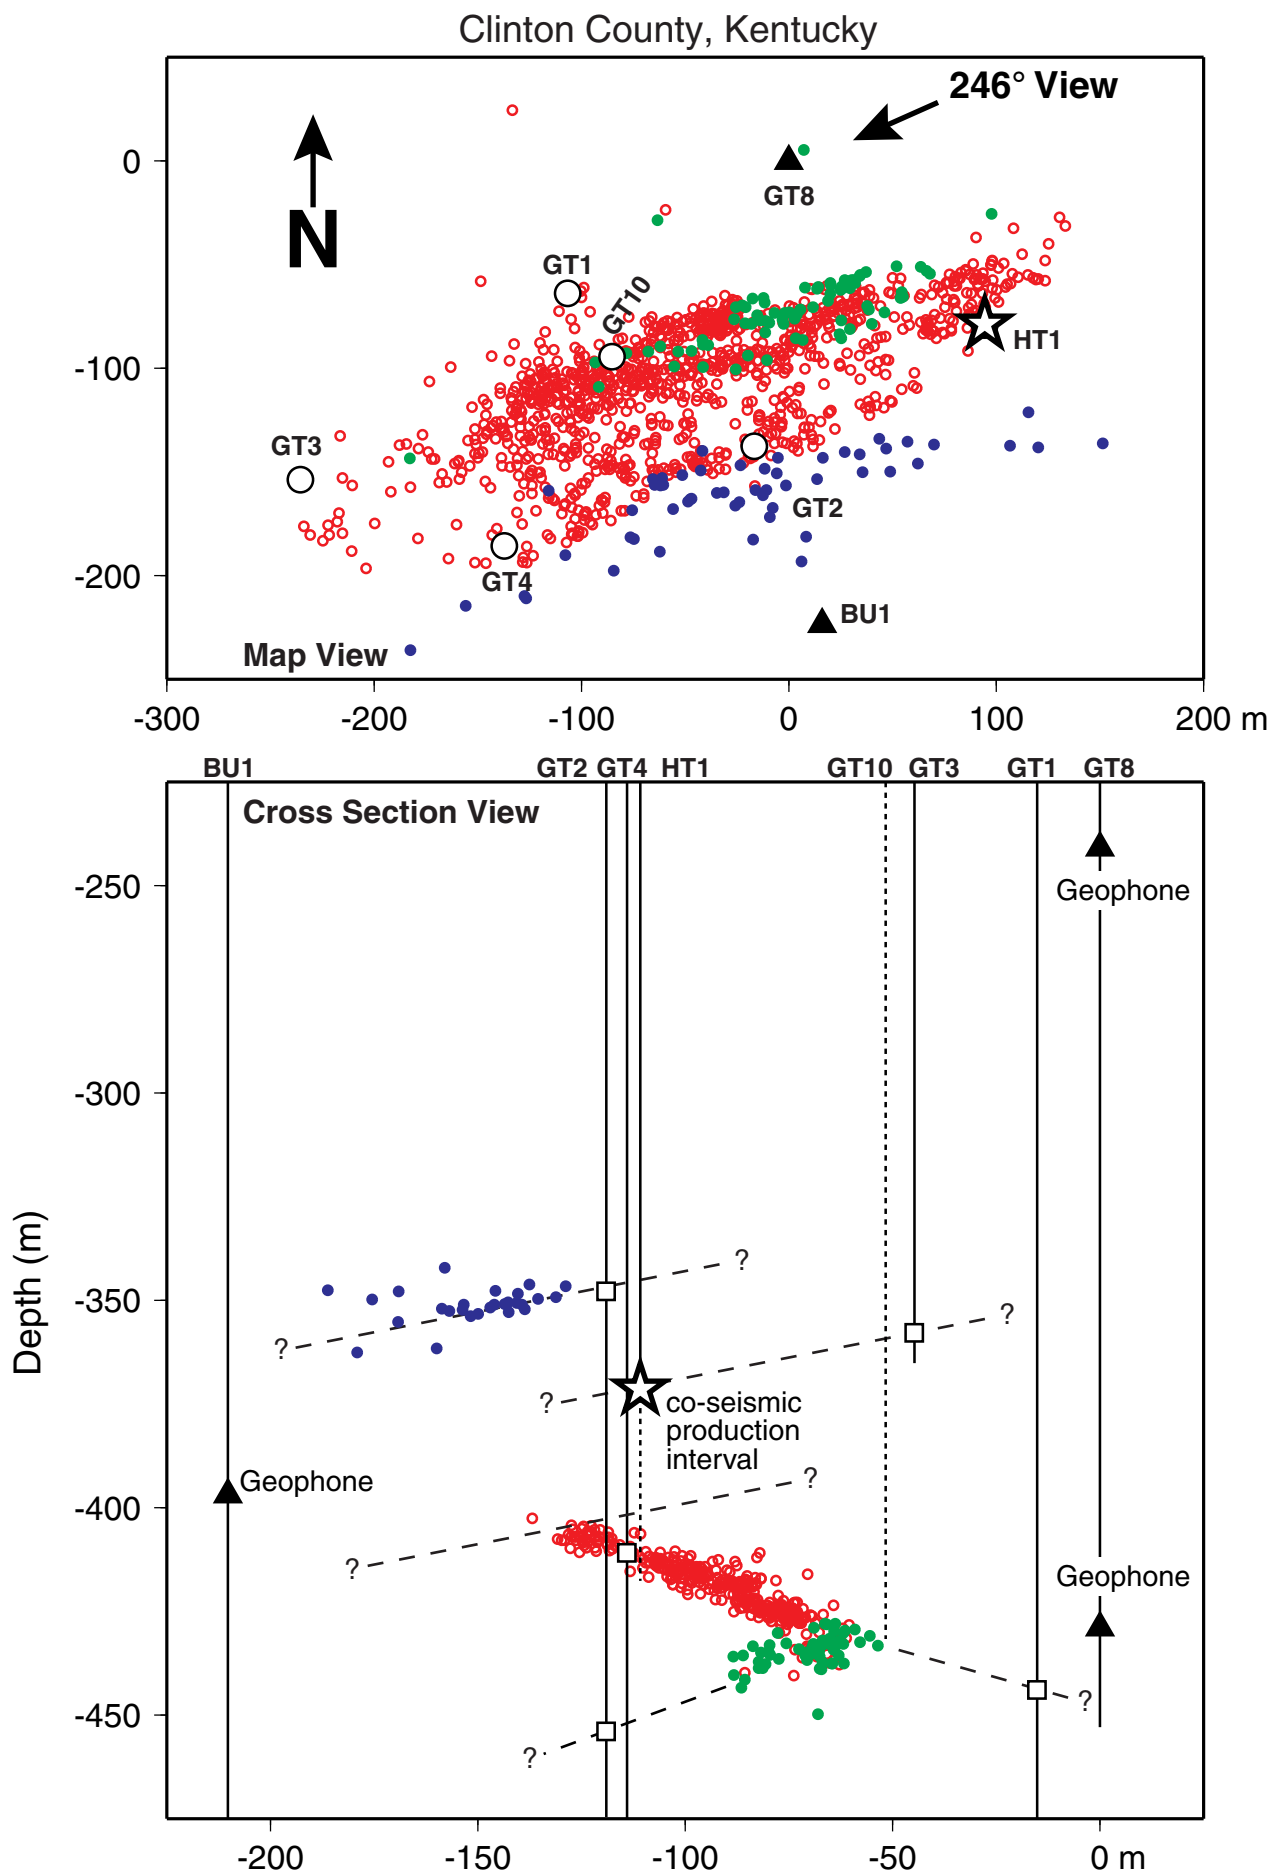 Clinton County, Kentucky
246° View
0
GT8
N
GT1
GT10
HT1
-100
GT3
GT2
-200
GT4
BU1
Map View
-300 -200 -100 0 100 200 m
BU1 GT2 GT4 HT1 GT10 GT3 GT1 GT8
Cross Section View
-250
Geophone
-300
Depth (m)
?
-350
?
?
?
co-seismic
production
interval
?
Geophone
-400
?
Geophone
?
-450
?
-200 -150 -100 -50 0 m